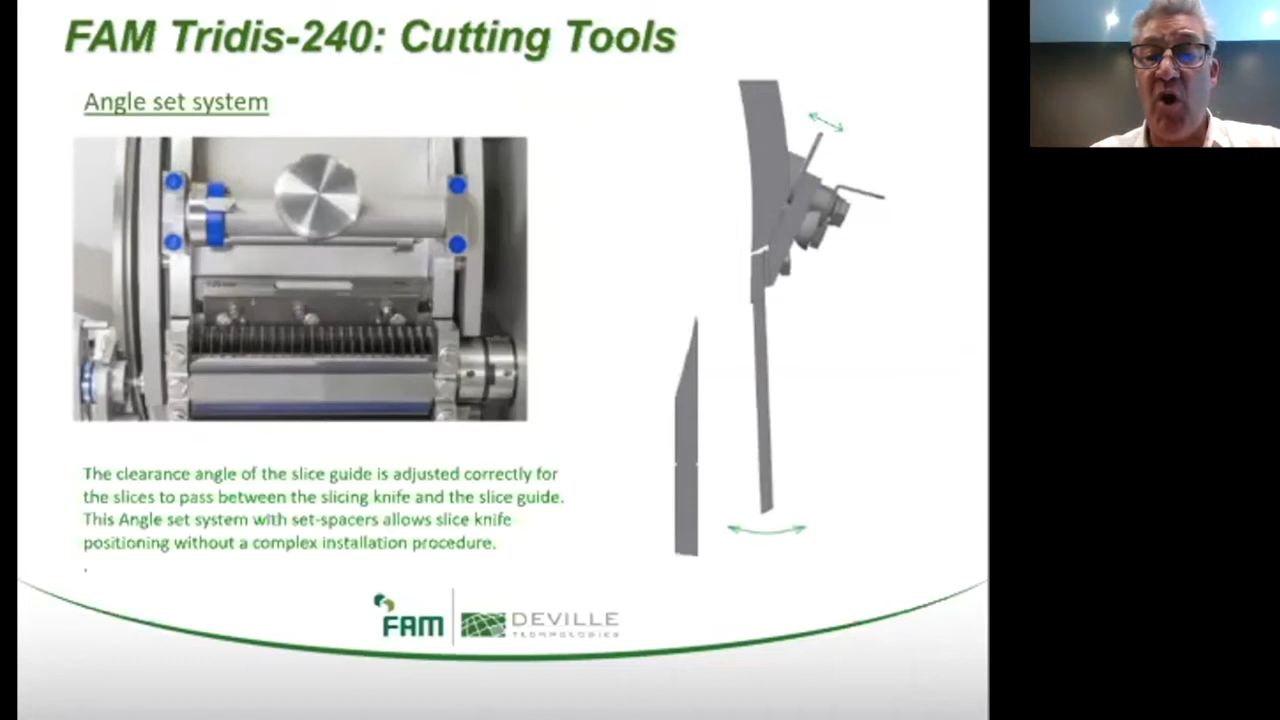 FAM Tridis-240: Cutting Tools
Angle set system
The clearance angle of the slice guide is adjusted correctly for
the slices to pass between the slicing knife and the slice guide.
This Angle set system with set-spacers allows slice knife
positioning without a complex installation procedure.
.
FAM
DEVILLE
TECHNOLOGIES